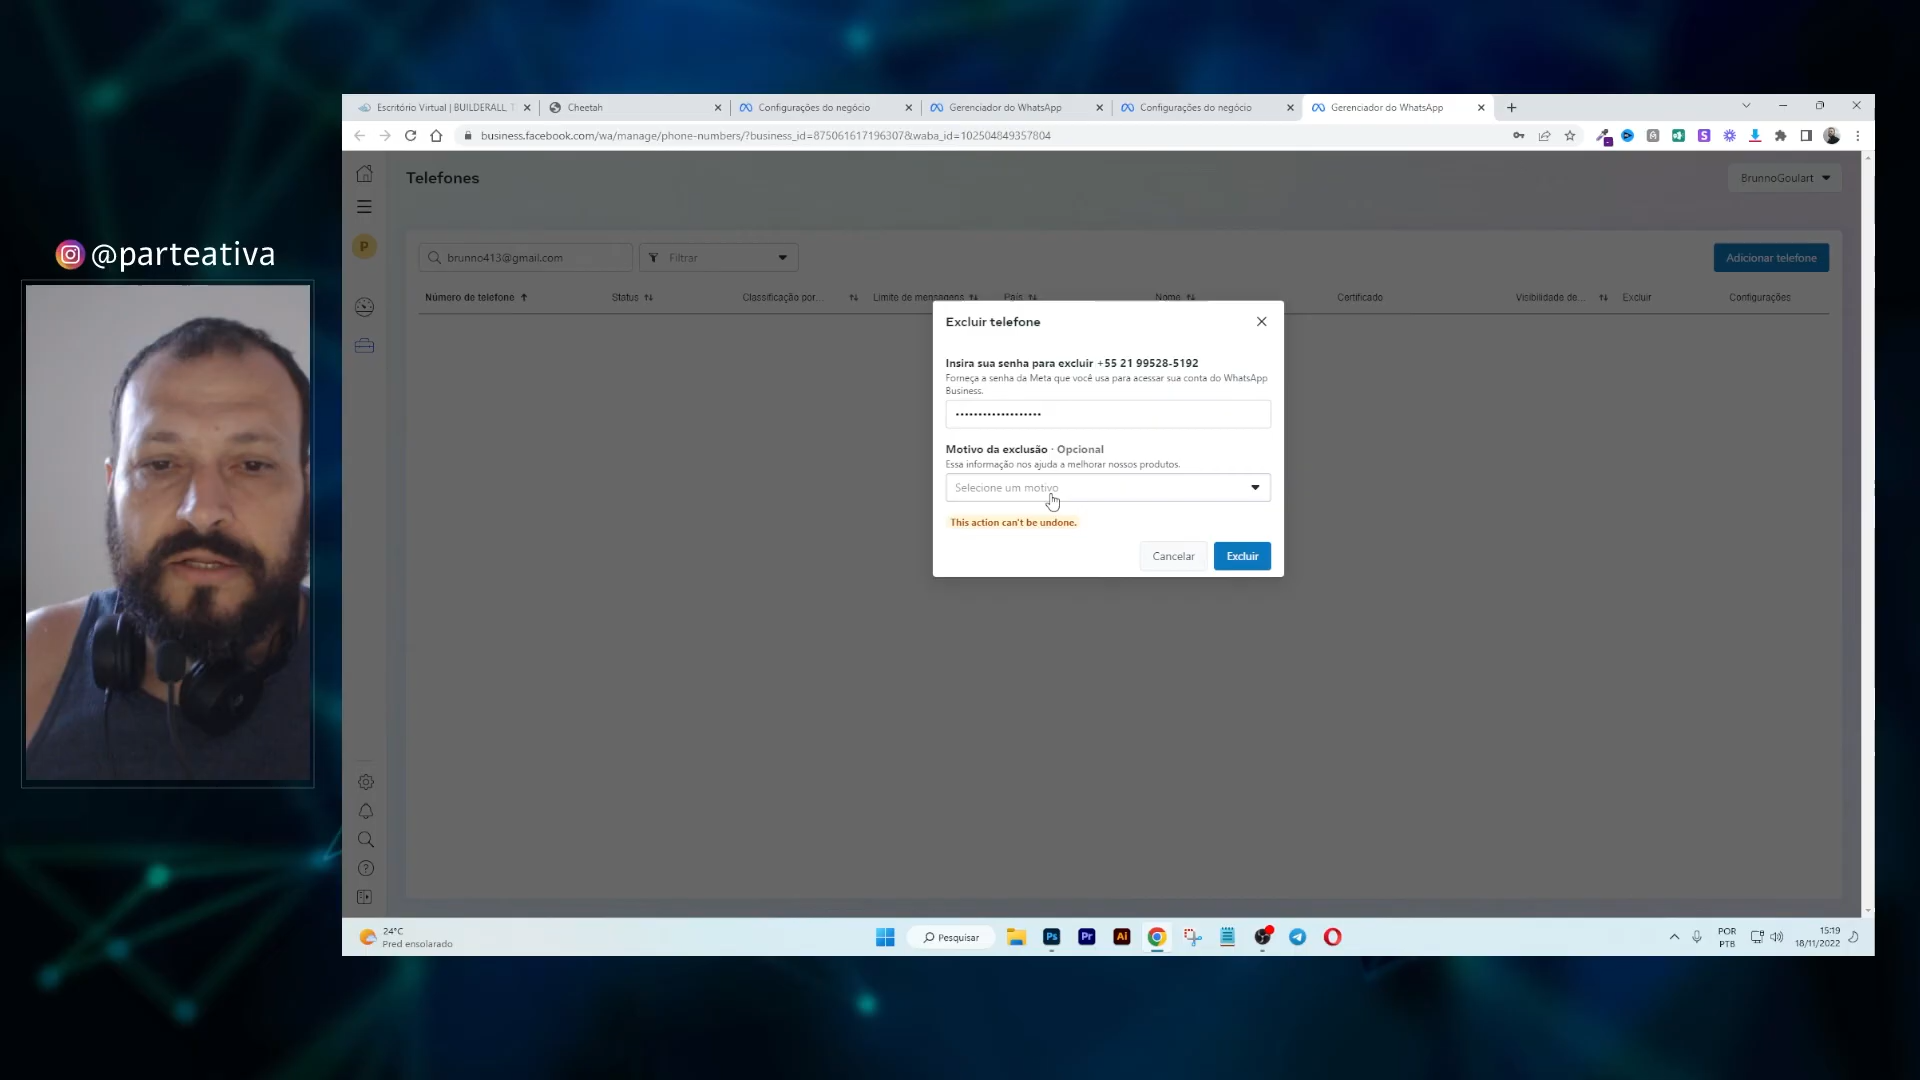 @parteativa
Escritório Virtual | BUILDERALL T
Cheetah
Configurações do negócio
Gerenciador do WhatsApp
Configurações do negócio
Gerenciador do WhatsApp
business.facebook.com/wa/manage/phone-numbers/?business_id=875061617196307&waba_id=102504849357804
Telefones
BrunnoGoulart
P
brunno413@gmail.com
Filtrar
Adicionar telefone
Número de telefone
Status
Classificação por...
Limite de mensagens
País
Nome
Certificado
Visibilidade de...
Excluir
Configurações
Excluir telefone
Insira sua senha para excluir +55 21 99528-5192
Forneça a senha da Meta que você usa para acessar sua conta do WhatsApp
Business.
Motivo da exclusão · Opcional
Essa informação nos ajuda a melhorar nossos produtos.
Selecione um motivo
This action can't be undone.
Cancelar
Excluir
24°C
Pred ensolarado
Pesquisar
Ps
Pr
Ai
POR
PTB
15:19
18/11/2022